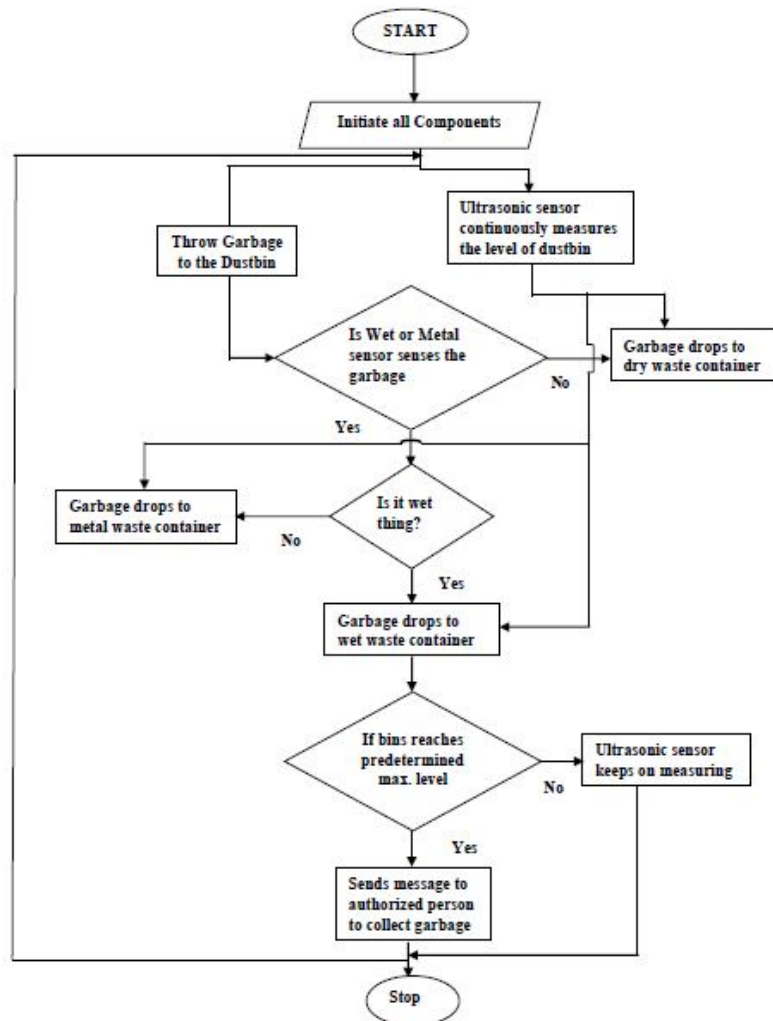 START
Initiate all Components
Ultrasonic sensor
continuously measures
the level of dustbin
Throw Garbage
to the Dustbin
Is Wet or Metal
sensor senses the
garbage
No
Garbage drops to
dry waste container
Yes
Garbage drops to
metal waste container
Is it wet
thing?
No
Yes
Garbage drops to
wet waste container
If bins reaches
predetermined
max. level
No
Ultrasonic sensor
keeps on measuring
Yes
Sends message to
authorized person
to collect garbage
Stop